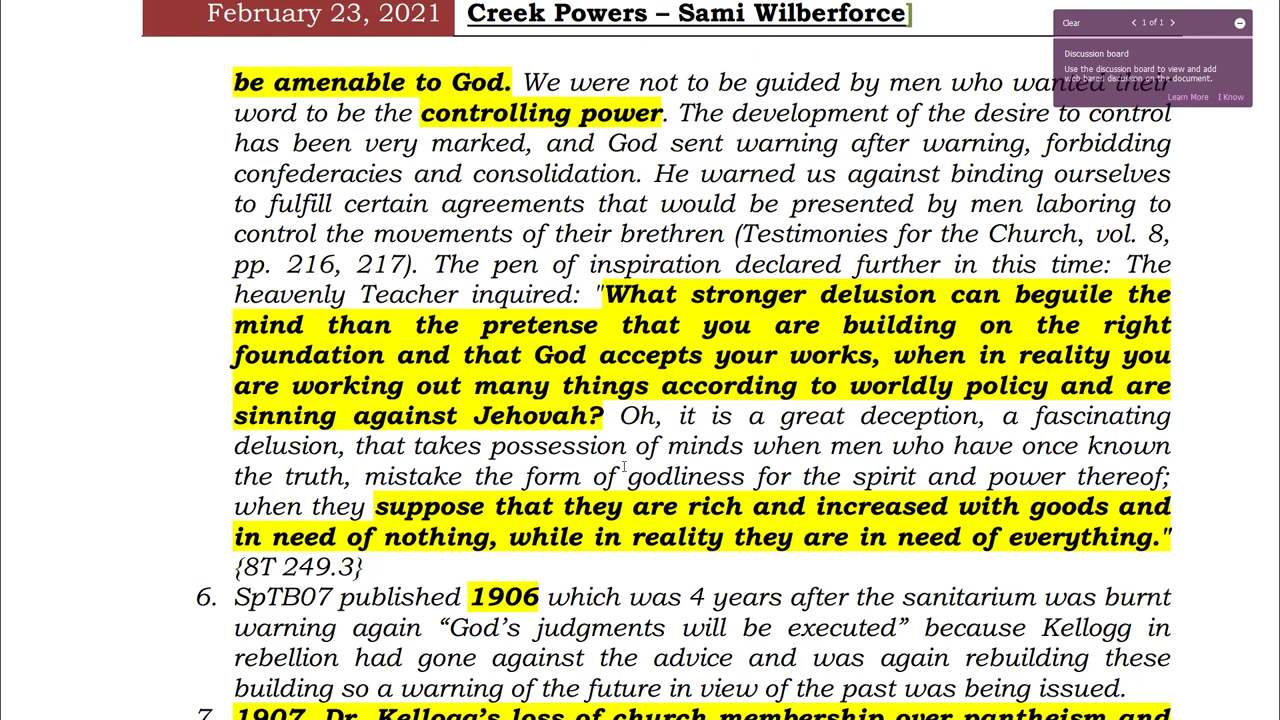 February 23, 2021 Creek Powers – Sami Wilberforce]
Clear
1 of 1
Discussion board
Use the discussion board to view and add
web-based discussion on the document.
Learn More I Know
be amenable to God. We were not to be guided by men who wanted their
word to be the controlling power. The development of the desire to control
has been very marked, and God sent warning after warning, forbidding
confederacies and consolidation. He warned us against binding ourselves
to fulfill certain agreements that would be presented by men laboring to
control the movements of their brethren (Testimonies for the Church, vol. 8,
pp. 216, 217). The pen of inspiration declared further in this time: The
heavenly Teacher inquired: "What stronger delusion can beguile the
mind than the pretense that you are building on the right
foundation and that God accepts your works, when in reality you
are working out many things according to worldly policy and are
sinning against Jehovah? Oh, it is a great deception, a fascinating
delusion, that takes possession of minds when men who have once known
the truth, mistake the form of godliness for the spirit and power thereof;
when they suppose that they are rich and increased with goods and
in need of nothing, while in reality they are in need of everything."
{8T 249.3}
6. SpTB07 published 1906 which was 4 years after the sanitarium was burnt
warning again “God’s judgments will be executed” because Kellogg in
rebellion had gone against the advice and was again rebuilding these
building so a warning of the future in view of the past was being issued.
7. 1907, Dr. Kellogg’s loss of church membership over pantheism and